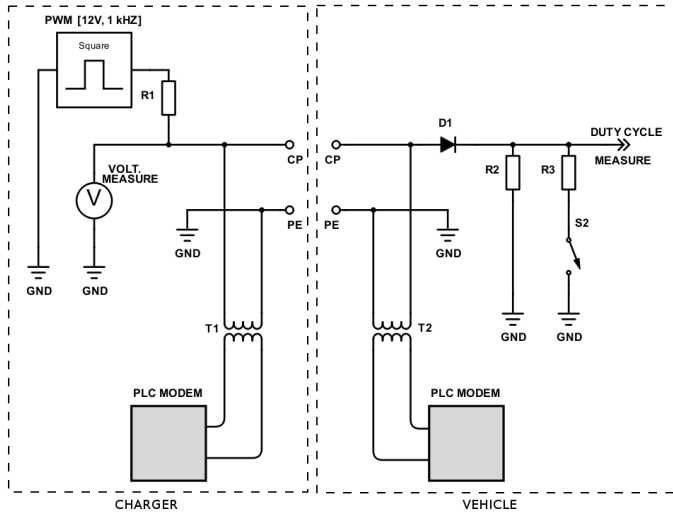 PWM [12V, 1 kHZ]
Square
R1
VOLT.
MEASURE
V
CP
PE
GND
GND
GND
T1
PLC MODEM
CHARGER
CP
D1
DUTY CYCLE
MEASURE
R2
R3
S2
PE
GND
GND
GND
T2
PLC MODEM
VEHICLE